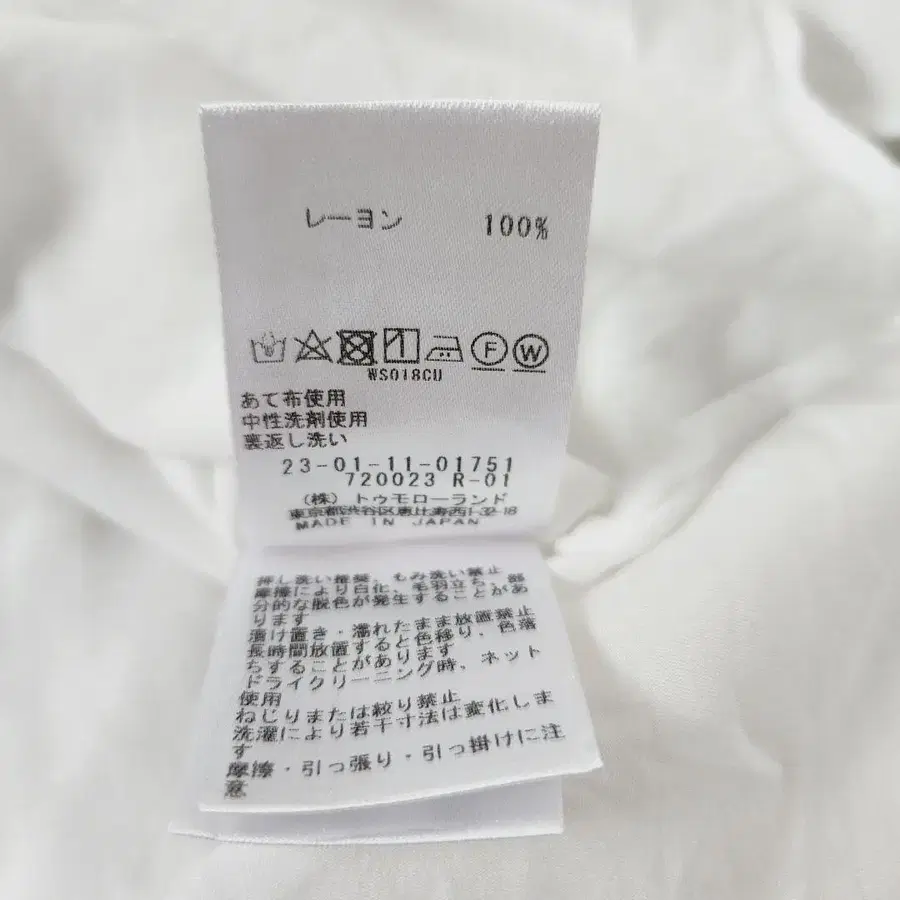 レーヨン 100%
WS018CU
あて布使用
中性洗剤使用
裏返し洗い
23-01-11-01751
720023 R-01
(株) トゥモローランド
東京都渋谷区恵比寿西1-32-18
MADE IN JAPAN
押し洗い推奨、もみ洗い禁止
摩擦により白化、毛羽立ち、部
分的な脱色が発生することがあ
ります
漬け置き・濡れたまま放置禁止
長時間放置すると色移り、色落
ちすることがあります
ドライクリーニング時、ネット
使用
ねじりまたは絞り禁止
洗濯により若干寸法は変化しま
す
摩擦・引っ張り・引っ掛けに注
意